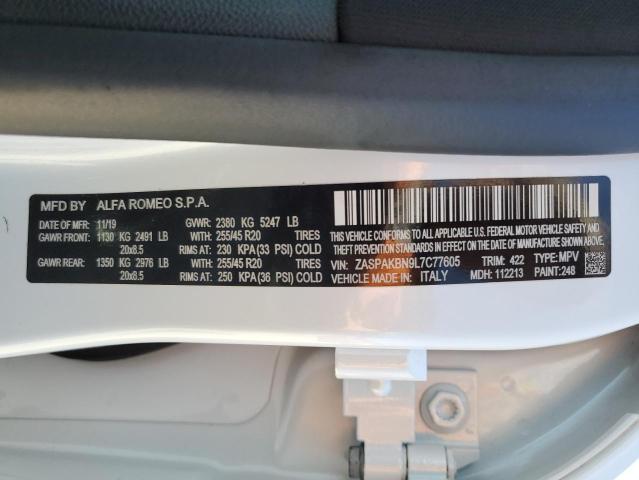 MFD BY ALFA ROMEO S.P.A.
DATE OF MFR: 11/19 GVWR: 2380 KG 5247 LB
GAWR FRONT: 1130 KG 2491 LB WITH: 255/45 R20 TIRES
20x8.5 RIMS AT: 230 KPA(33 PSI) COLD
GAWR REAR: 1350 KG 2976 LB WITH: 255/45 R20 TIRES
20x8.5 RIMS AT: 250 KPA(36 PSI) COLD
THIS VEHICLE CONFORMS TO ALL APPLICABLE U.S. FEDERAL MOTOR VEHICLE
SAFETY, BUMPER, AND THEFT PREVENTION STANDARDS IN EFFECT ON THE
DATE OF MANUFACTURE SHOWN ABOVE.
VIN: ZASPAKBN9L7C77605 TRIM: 422 TYPE: MPV
VEHICLE MADE IN: ITALY MDH: 112213 PAINT: 248